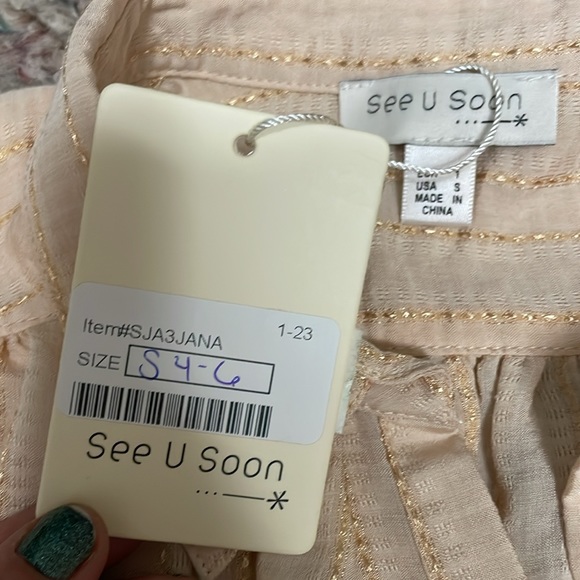 See U Soon
USA S
MADE IN
CHINA
Item#SJA3JANA 1-23
SIZE S 4-6
See U Soon